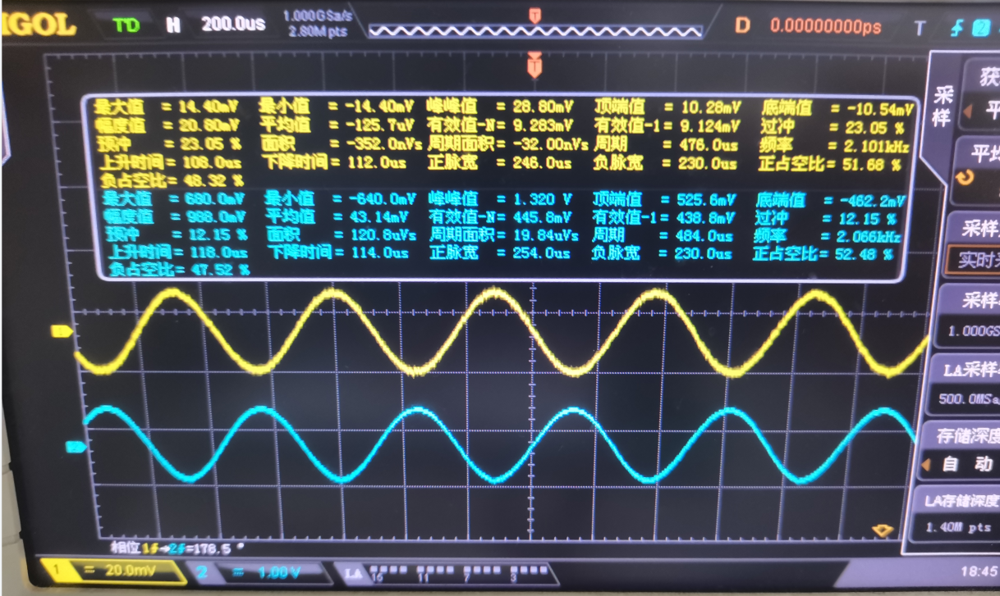 IGOL TD H 200.0us 1.000GSa/s 2.80M pts T D 0.00000000ps T 2
T
最大值 = 14.40mV 最小值 = -14.40mV 峰峰值 = 28.80mV 顶端值 = 10.28mV 底端值 = -10.54mV
幅度值 = 20.80mV 平均值 = -125.7uV 有效值-N= 9.283mV 有效值-1= 9.124mV 过冲 = 23.05 %
预冲 = 23.05 % 面积 = -352.0nVs 周期面积= -32.00nVs 周期 = 476.0us 频率 = 2.101kHz
上升时间= 108.0us 下降时间= 112.0us 正脉宽 = 246.0us 负脉宽 = 230.0us 正占空比= 51.68 %
负占空比= 48.32 %
最大值 = 680.0mV 最小值 = -640.0mV 峰峰值 = 1.320 V 顶端值 = 525.6mV 底端值 = -462.2mV
幅度值 = 988.0mV 平均值 = 43.14mV 有效值-N= 445.8mV 有效值-1= 438.8mV 过冲 = 12.15 %
预冲 = 12.15 % 面积 = 120.8uVs 周期面积= 19.84uVs 周期 = 484.0us 频率 = 2.066kHz
上升时间= 118.0us 下降时间= 114.0us 正脉宽 = 254.0us 负脉宽 = 230.0us 正占空比= 52.48 %
负占空比= 47.52 %
1
2
相位1→2=178.5 °
1 = 20.0mV 2 = 1.00V LA 16 11 7 3 18:45
采样
获
平
平均
采样
实时采
采样
1.000GS
LA采样
500.0MSa
存储深度
自 动
LA存储深度
1.40M pts